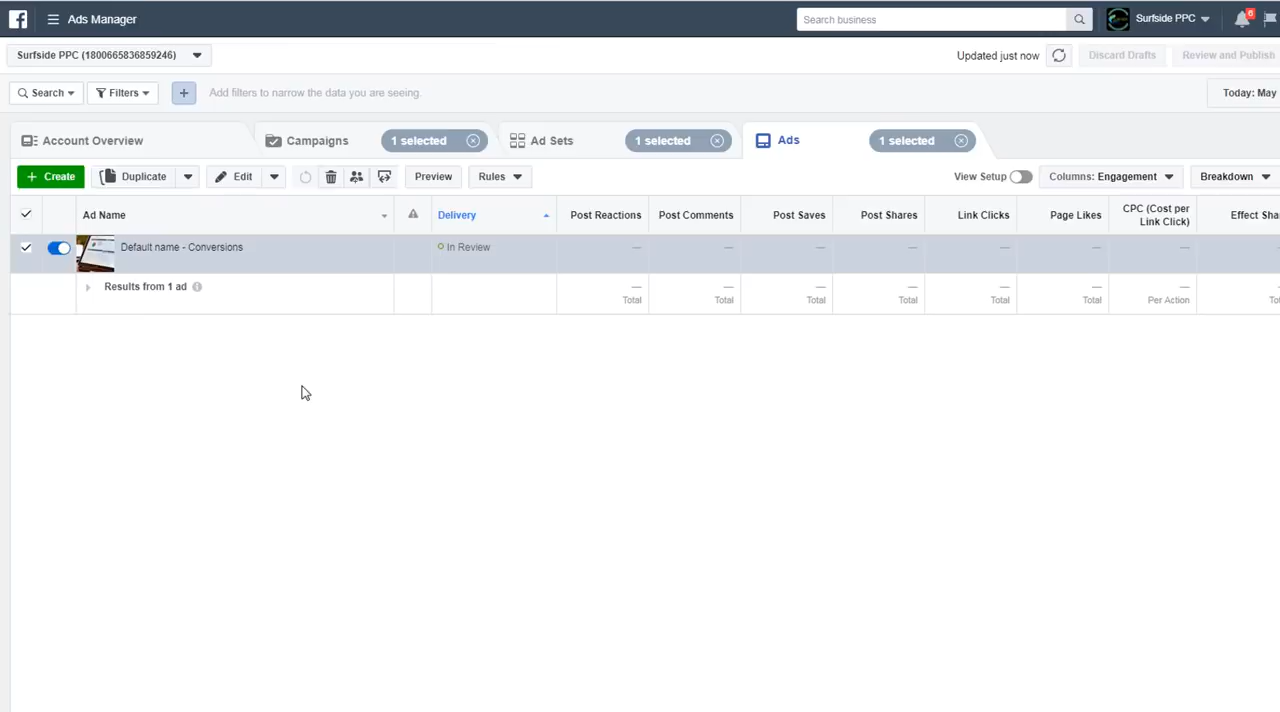 Ads Manager
Search business
Surfside PPC
6
Surfside PPC (1800665836859246)
Updated just now
Discard Drafts
Review and Publish
Search
Filters
+
Add filters to narrow the data you are seeing.
Today: May
Account Overview
Campaigns
1 selected
Ad Sets
1 selected
Ads
1 selected
+ Create
Duplicate
Edit
Preview
Rules
View Setup
Columns: Engagement
Breakdown
Ad Name
Delivery
Post Reactions
Post Comments
Post Saves
Post Shares
Link Clicks
Page Likes
CPC (Cost per
Link Click)
Effect Sha
Default name - Conversions
In Review
—
—
—
—
—
—
—
Results from 1 ad
—
Total
—
Total
—
Total
—
Total
—
Total
—
Total
—
Per Action
To